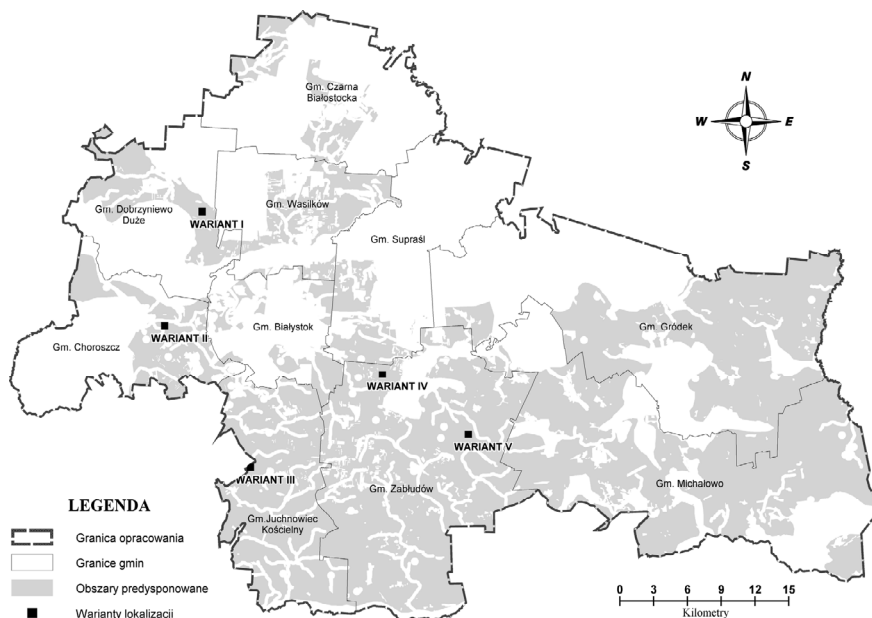 Gm. Czarna
Białostocka
N
W
E
S
Gm. Dobrzyniewo
Duże
WARIANT I
Gm. Wasilków
Gm. Supraśl
Gm. Choroszcz
WARIANT II
Gm. Białystok
Gm. Gródek
WARIANT IV
WARIANT V
WARIANT III
Gm. Zabłudów
Gm. Michałowo
Gm.Juchnowiec
Kościelny
LEGENDA
Granica opracowania
Granice gmin
Obszary predysponowane
Warianty lokalizacji
0 3 6 9 12 15
Kilometry